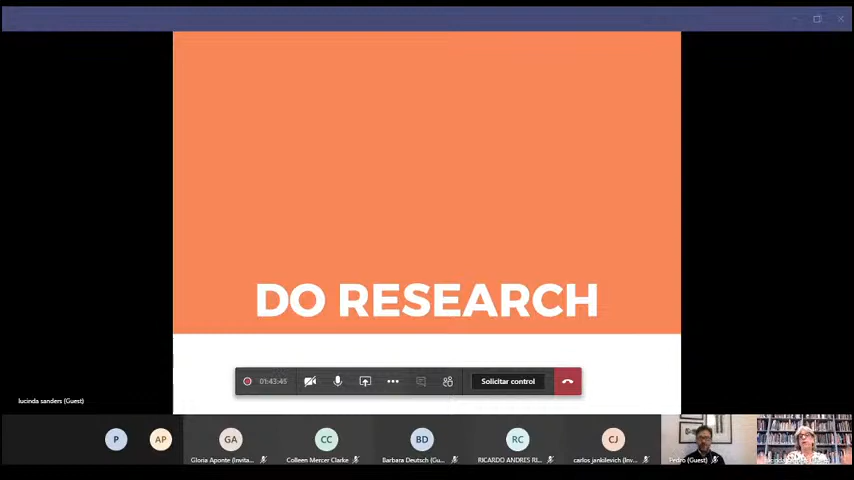 DO RESEARCH
01:43:45
Solicitar control
lucinda sanders (Guest)
P
AP
GA
CC
BD
RC
CJ
Gloria Aponte (Invita...
Colleen Mercer Clarke
Barbara Deutsch (Gu...
RICARDO ANDRES RI...
carlos jankilevich (Inv...
Pedro (Guest)